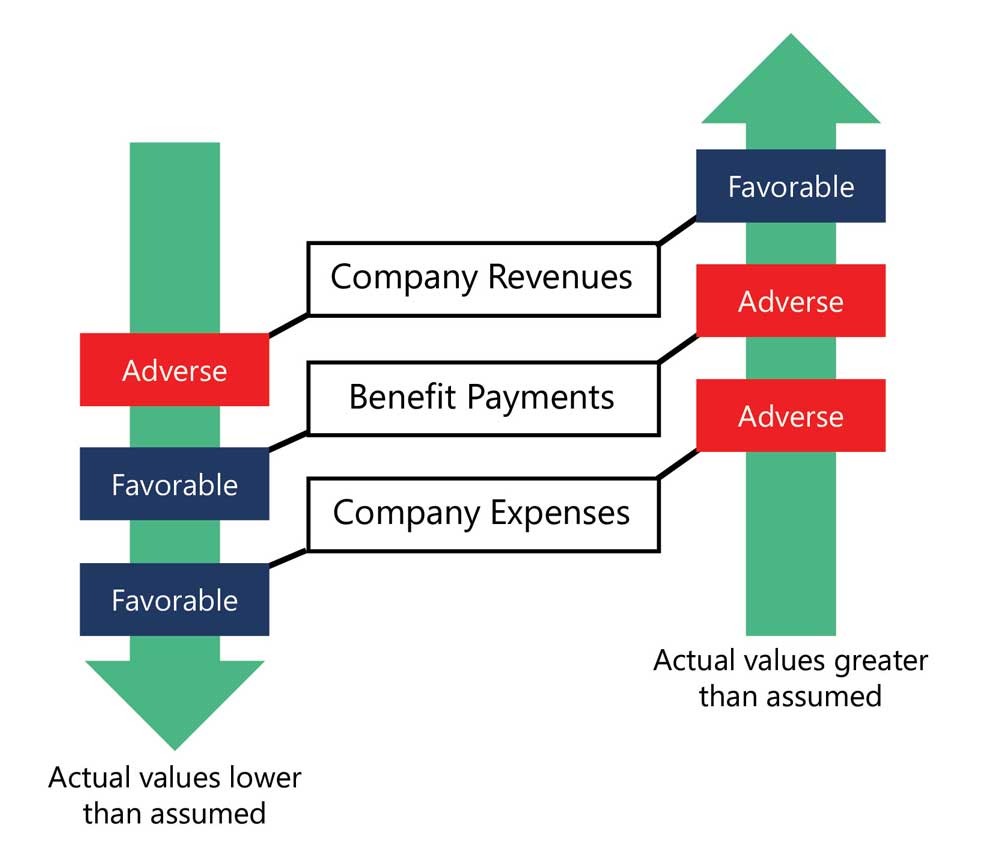 Favorable
Company Revenues
Adverse
Adverse
Benefit Payments
Adverse
Favorable
Company Expenses
Favorable
Actual values greater
than assumed
Actual values lower
than assumed